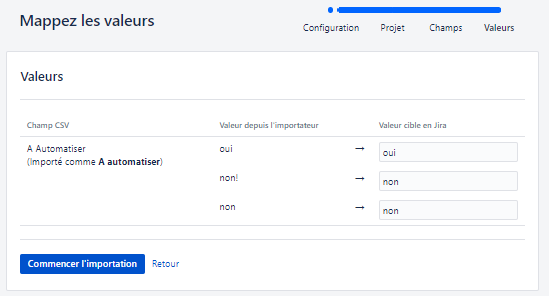 Mappez les valeurs
Configuration Projet Champs Valeurs
Valeurs
Champ CSV Valeur depuis l'importateur Valeur cible en Jira
A Automatiser oui → oui
(Importé comme A automatiser)
non! → non
non → non
Commencer l'importation Retour